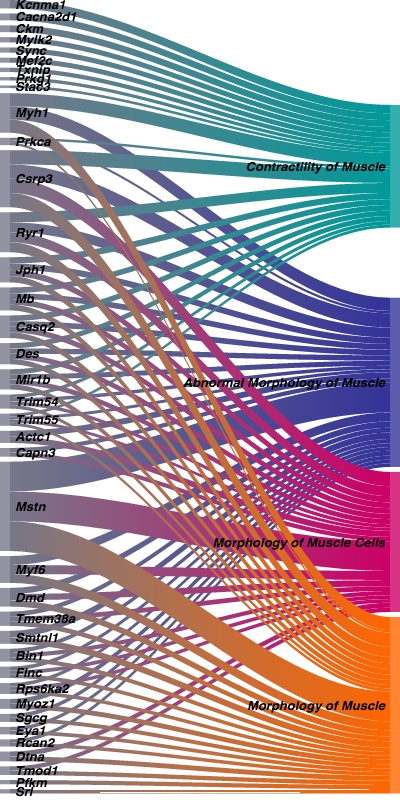 Kcnma1
Cacna2d1
Ckm
Mylk2
Sync
Mef2c
Txnip
Prkg1
Stac3
Myh1
Prkca
Contractility of Muscle
Csrp3
Ryr1
Jph1
Mb
Casq2
Des
Mir1b
Abnormal Morphology of Muscle
Trim54
Trim55
Actc1
Capn3
Mstn
Morphology of Muscle Cells
Myf6
Dmd
Tmem38a
Smtnl1
Bin1
Flnc
Rps6ka2
Myoz1
Morphology of Muscle
Sgcg
Eya1
Rcan2
Dtna
Tmod1
Pfkm
Srl